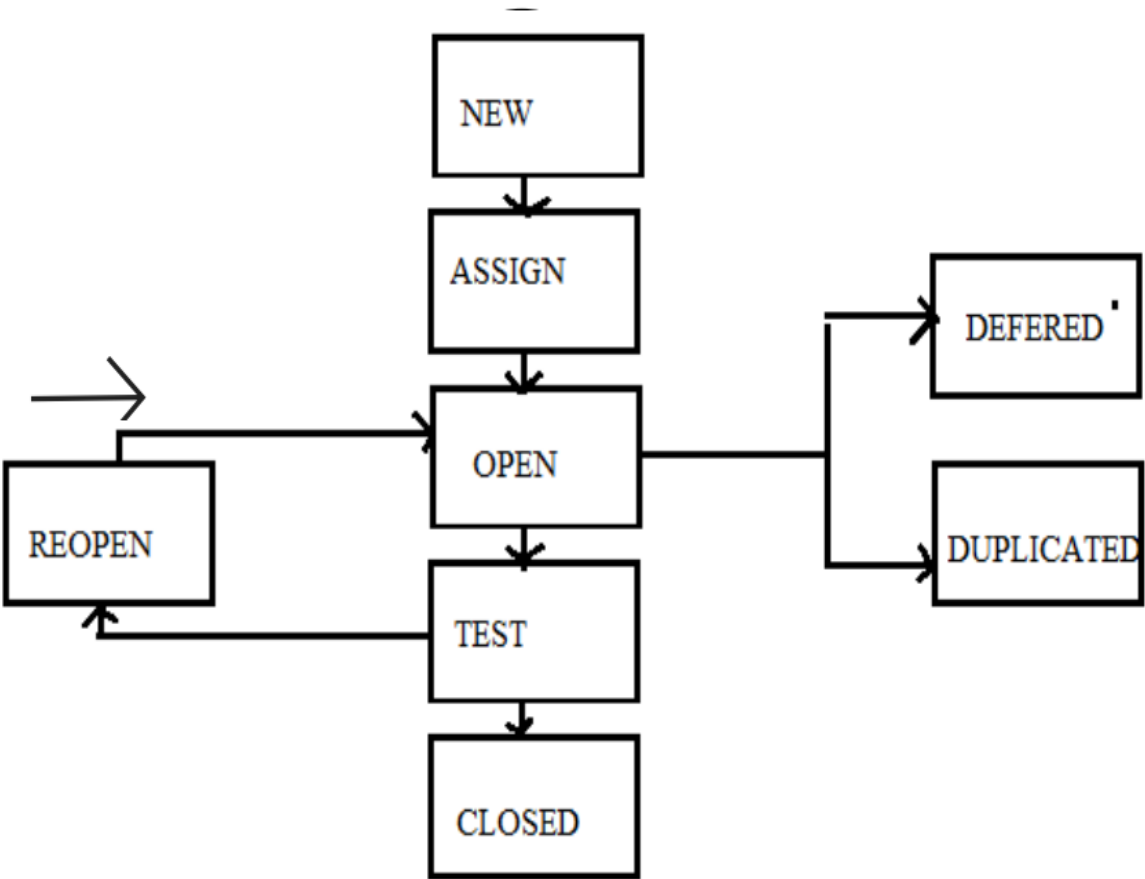 NEW
ASSIGN
DEFERED
OPEN
REOPEN
DUPLICATED
TEST
CLOSED